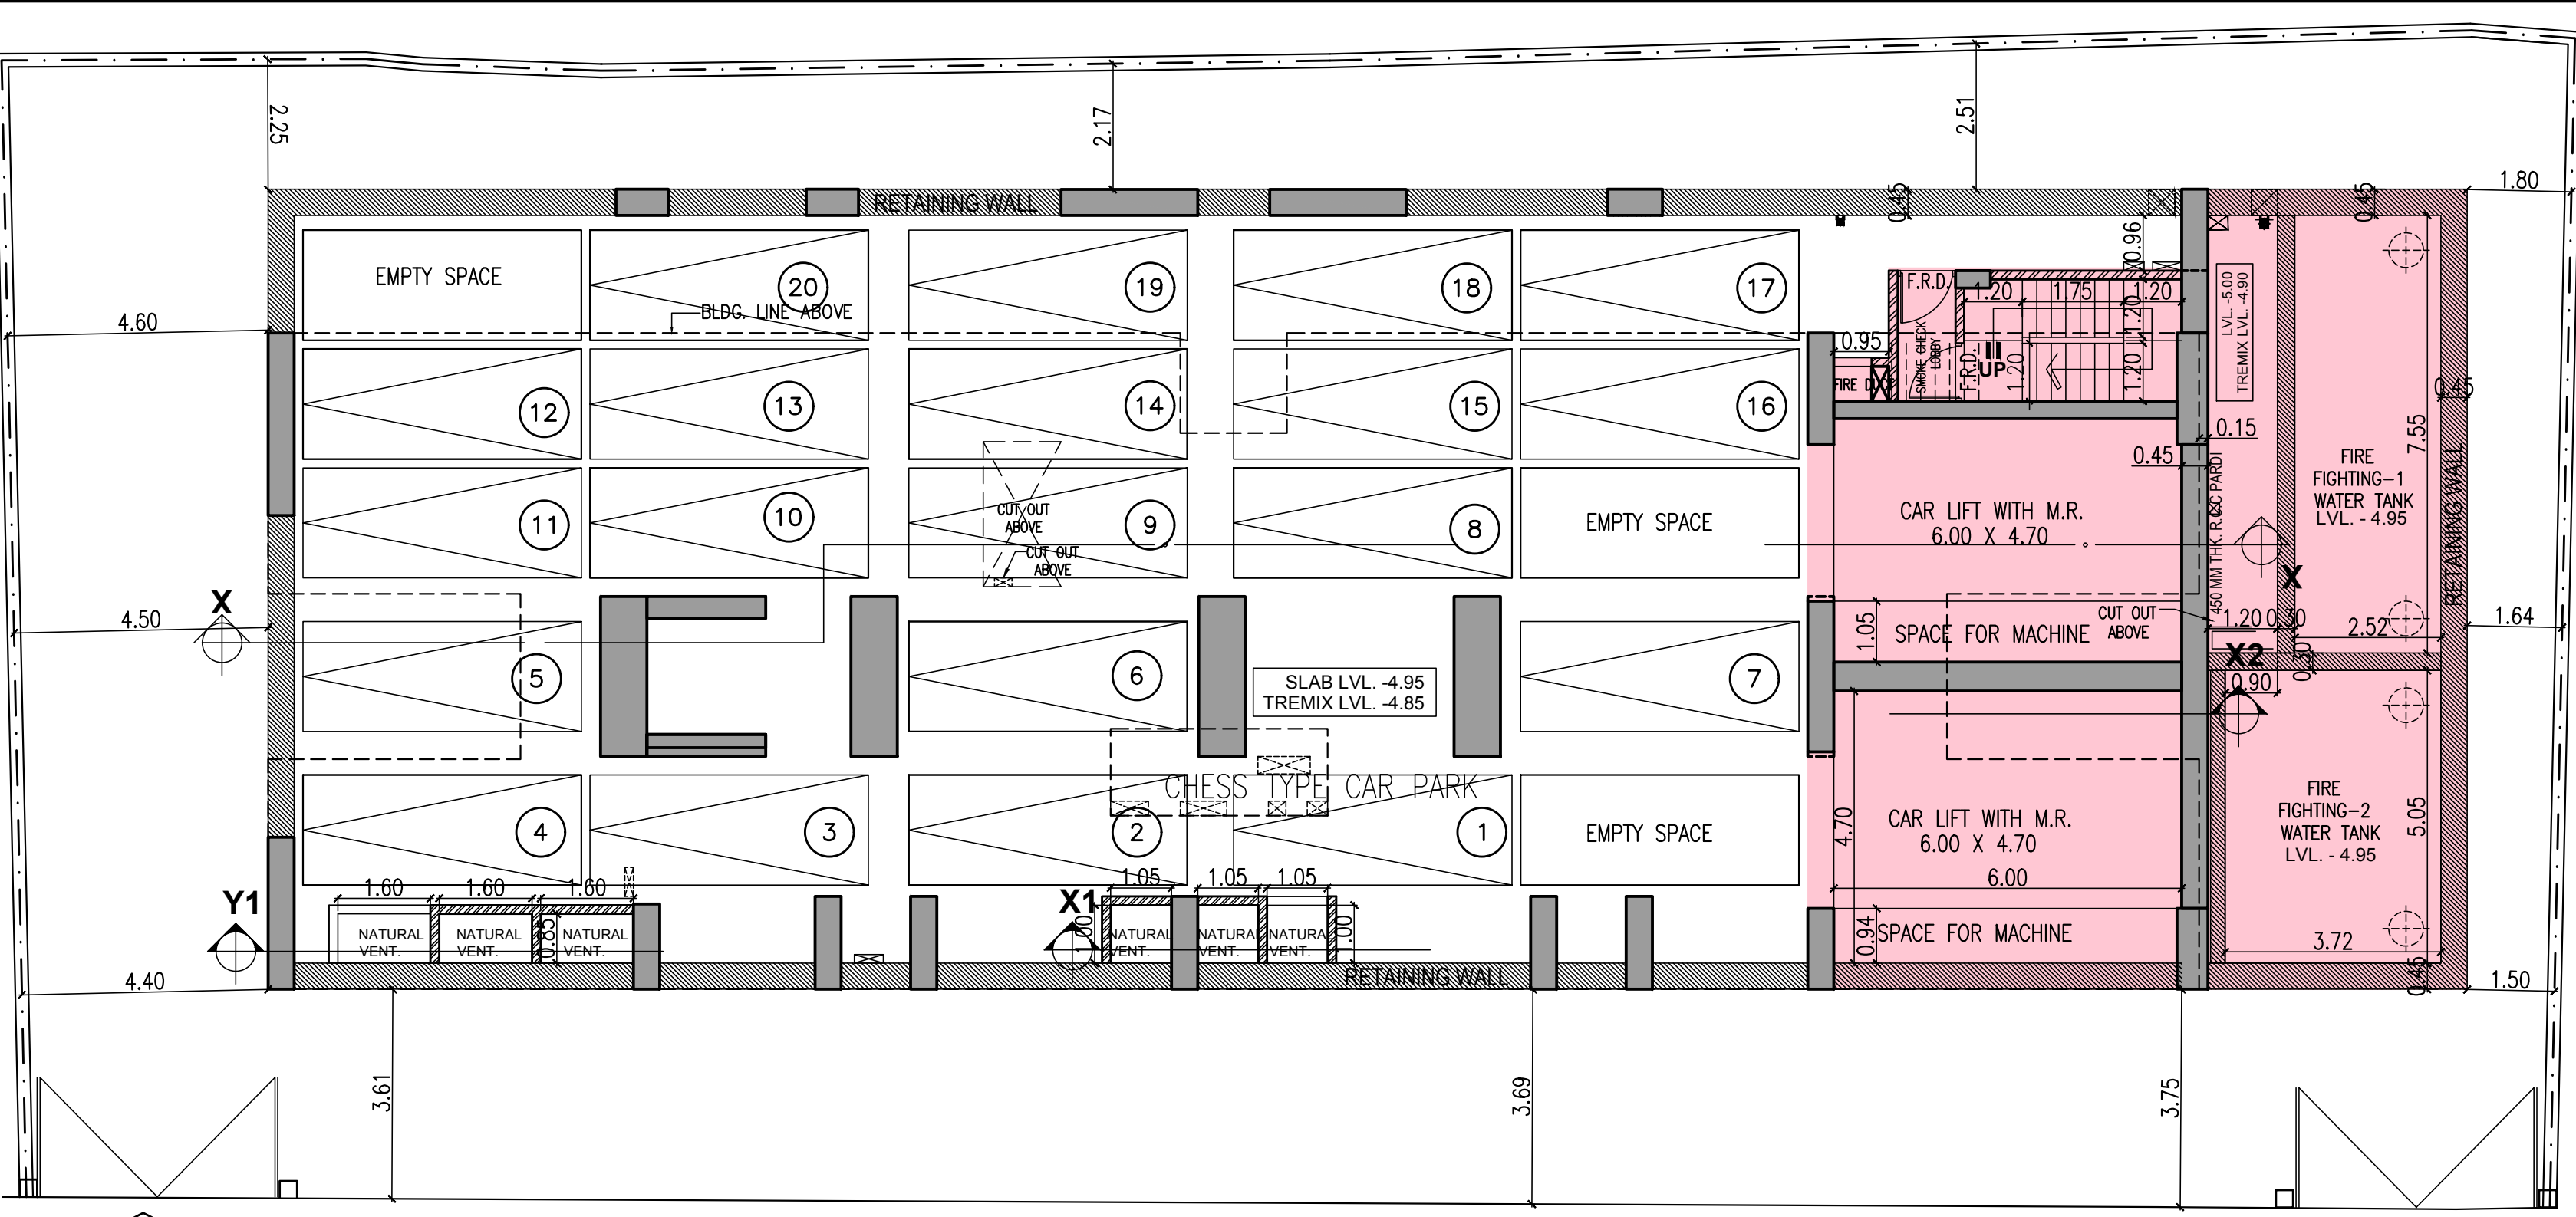 2.25
2.17
2.51
1.80
RETAINING WALL
0.45
0.45
0.96
EMPTY SPACE
20
19
18
17
BLDG. LINE ABOVE
F.R.D.
1.20
1.75
1.20
1.20
LVL. -5.00
TREMIX LVL. -4.90
4.60
0.95
SMOKE CHECK
LOBBY
F.R.D.
UP
1.20
1.20
FIRE
0.45
12
13
14
15
16
0.15
0.45
7.55
RETAINING WALL
450 MM THK. R.C.C PARDI
FIRE
FIGHTING-1
WATER TANK
LVL. - 4.95
11
10
CUT OUT
ABOVE
9
8
EMPTY SPACE
CAR LIFT WITH M.R.
6.00 X 4.70
CUT OUT
ABOVE
X
X
4.50
1.05
SPACE FOR MACHINE
CUT OUT
ABOVE
1.20
0.30
2.52
1.64
5
6
SLAB LVL. -4.95
TREMIX LVL. -4.85
7
X2
0.30
0.90
CHESS TYPE CAR PARK
4
3
2
1
EMPTY SPACE
4.70
CAR LIFT WITH M.R.
6.00 X 4.70
FIRE
FIGHTING-2
WATER TANK
LVL. - 4.95
5.05
1.60
1.60
1.60
1.05
1.05
1.05
6.00
Y1
X1
NATURAL
VENT.
NATURAL
VENT.
NATURAL
VENT.
0.85
1.00
NATURAL
VENT.
NATURAL
VENT.
NATURAL
VENT.
1.00
0.94
SPACE FOR MACHINE
3.72
4.40
RETAINING WALL
0.45
1.50
3.61
3.69
3.75